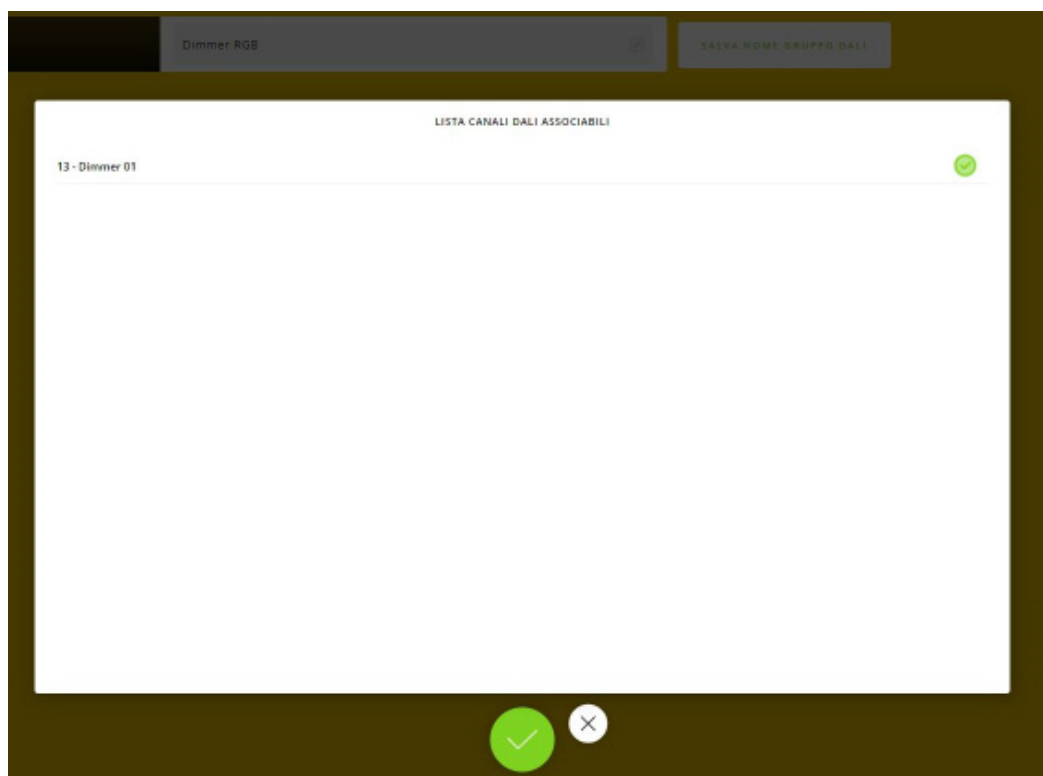 Dimmer RGB
SALVA NOME GRUPPO DALI
LISTA CANALI DALI ASSOCIABILI
13 - Dimmer 01